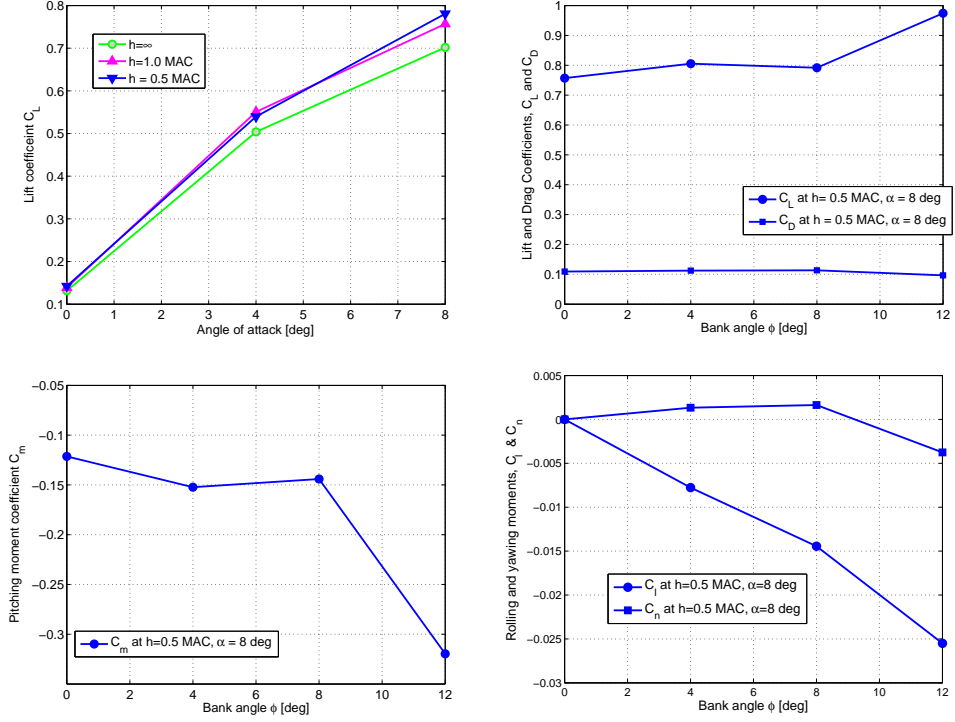 0.8
0.7
0.6
0.5
0.4
0.3
0.2
0.1
Lift coefficeint C_L
h=∞
h=1.0 MAC
h = 0.5 MAC
0 1 2 3 4 5 6 7 8
Angle of attack [deg]
1
0.9
0.8
0.7
0.6
0.5
0.4
0.3
0.2
0.1
0
Lift and Drag Coefficients, C_L and C_D
C_L at h= 0.5 MAC, α = 8 deg
C_D at h = 0.5 MAC, α = 8 deg
0 2 4 6 8 10 12
Bank angle ϕ [deg]
−0.05
−0.1
−0.15
−0.2
−0.25
−0.3
Pitching moment coefficient C_m
C_m at h=0.5 MAC, α = 8 deg
0 2 4 6 8 10 12
Bank angle ϕ [deg]
0.005
0
−0.005
−0.01
−0.015
−0.02
−0.025
−0.03
Rolling and yawing moments, C_l & C_n
C_l at h=0.5 MAC, α=8 deg
C_n at h=0.5 MAC, α=8 deg
0 2 4 6 8 10 12
Bank angle ϕ [deg]